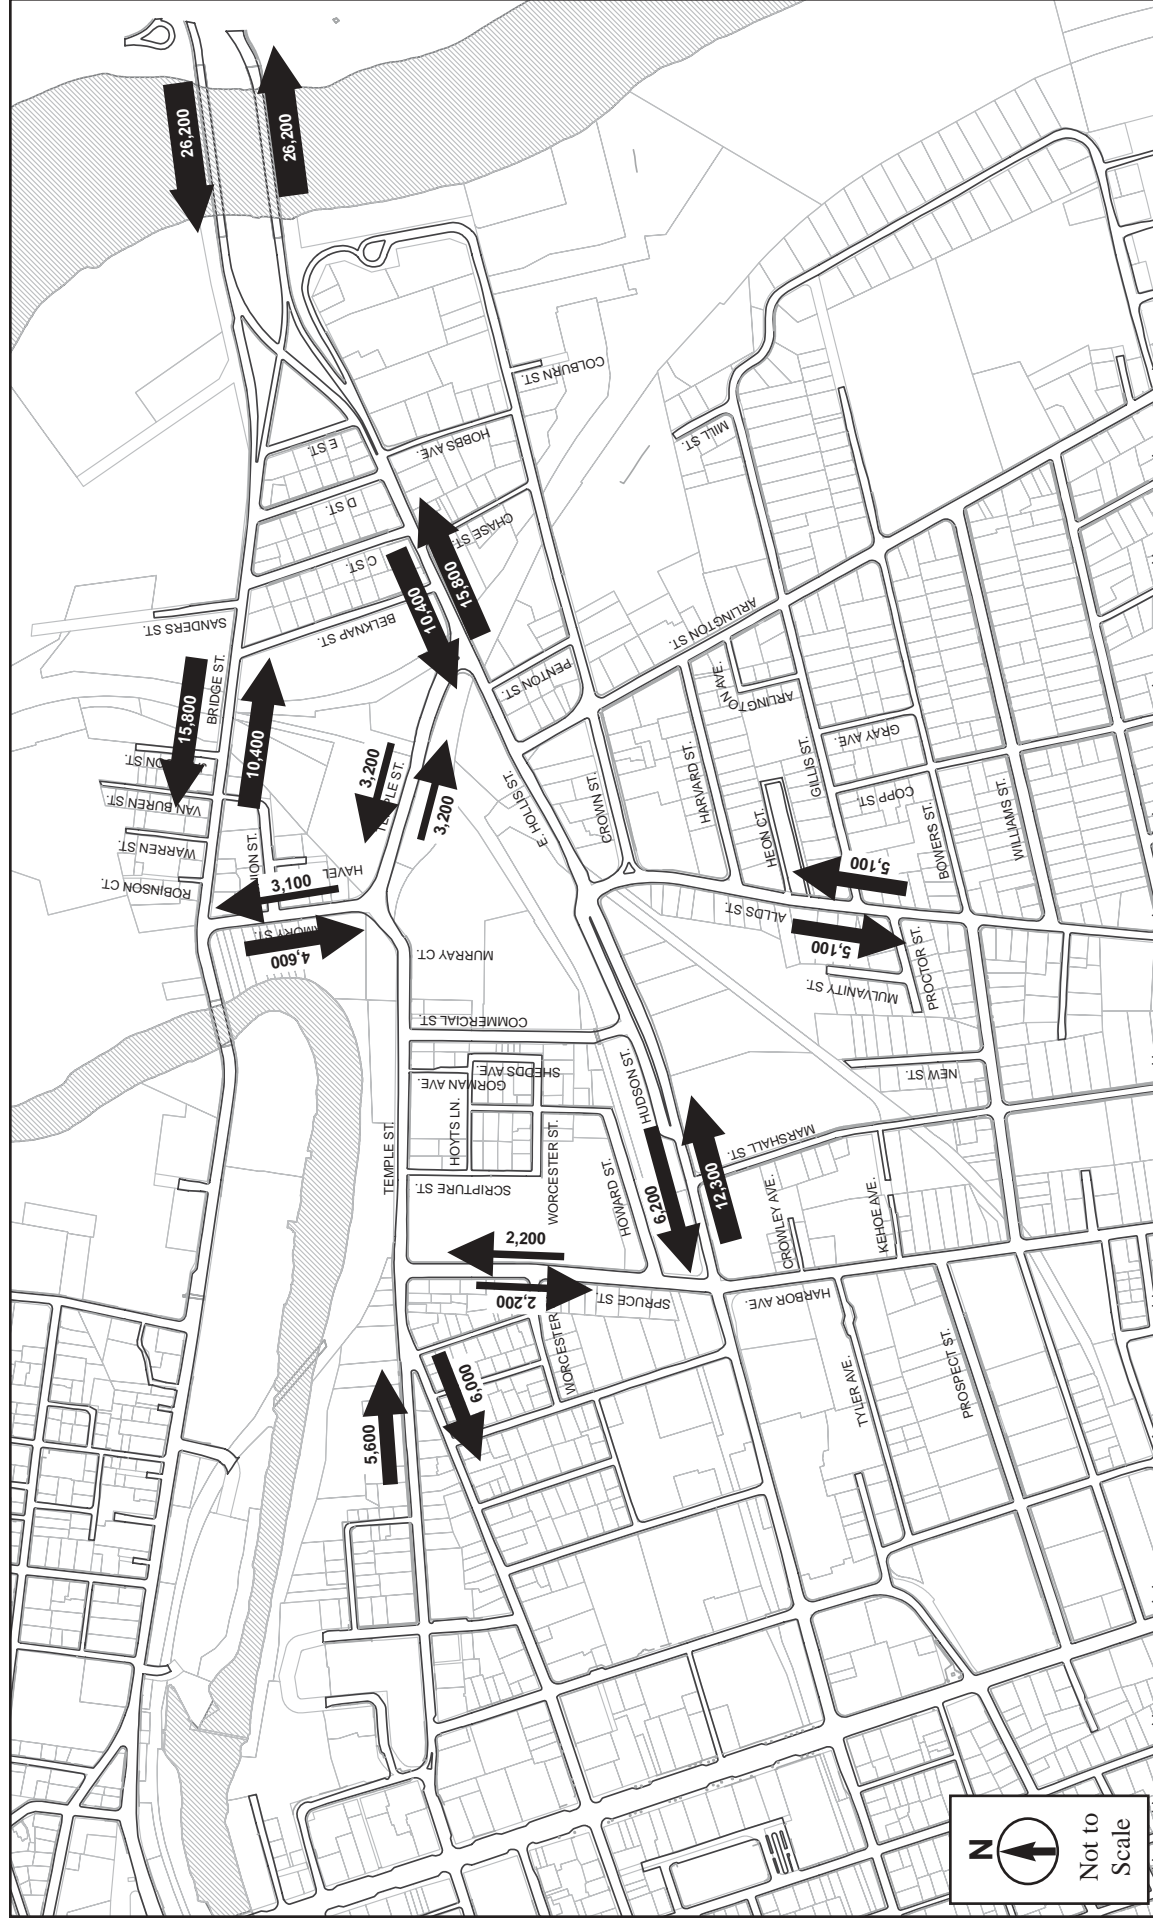 26,200
26,200
E ST.
D ST.
C ST.
BELKNAP ST.
SANDERS ST.
BRIDGE ST.
15,800
10,400
VAN BUREN ST.
WARREN ST.
ROBINSON CT.
3,100
4,600
HAVEL
3,200
TEMPLE ST.
3,200
10,400
15,800
HOBBS AVE.
CHASE ST.
COLBURN ST.
PENTON ST.
E. HOLLIS ST.
CROWN ST.
MILL ST.
ARLINGTON ST.
ARLINGTON AVE.
HARVARD ST.
GILLIS ST.
GRAY AVE.
HEON CT.
COPP ST
BOWERS ST.
WILLIAMS ST.
ALLDS ST.
5,100
5,100
PROCTOR ST.
MULVANITY ST.
NEW ST.
MURRAY CT.
COMMERCIAL ST.
SHEDDS AVE.
GORMAN AVE.
HOYTS LN.
SCRIPTURE ST.
WORCESTER ST.
HOWARD ST.
HUDSON ST.
TEMPLE ST.
6,200
12,300
MARSHALL ST.
CROWLEY AVE.
KEHOE AVE.
2,200
2,200
SPRUCE ST.
WORCESTER
HARBOR AVE.
TYLER AVE.
PROSPECT ST.
5,600
6,000
N
Not to
Scale